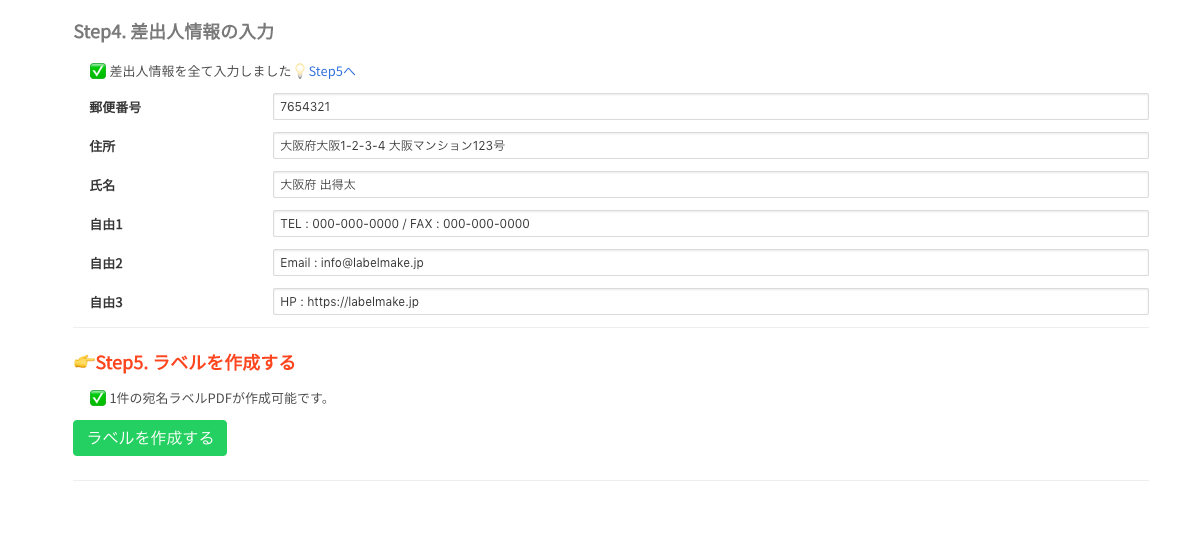 Step4. 差出人情報の入力
✅ 差出人情報を全て入力しました💡Step5へ
郵便番号 7654321
住所 大阪府大阪1-2-3-4 大阪マンション123号
氏名 大阪府 出得太
自由1 TEL : 000-000-0000 / FAX : 000-000-0000
自由2 Email : info@labelmake.jp
自由3 HP : https://labelmake.jp
👉Step5. ラベルを作成する
✅ 1件の宛名ラベルPDFが作成可能です。
ラベルを作成する